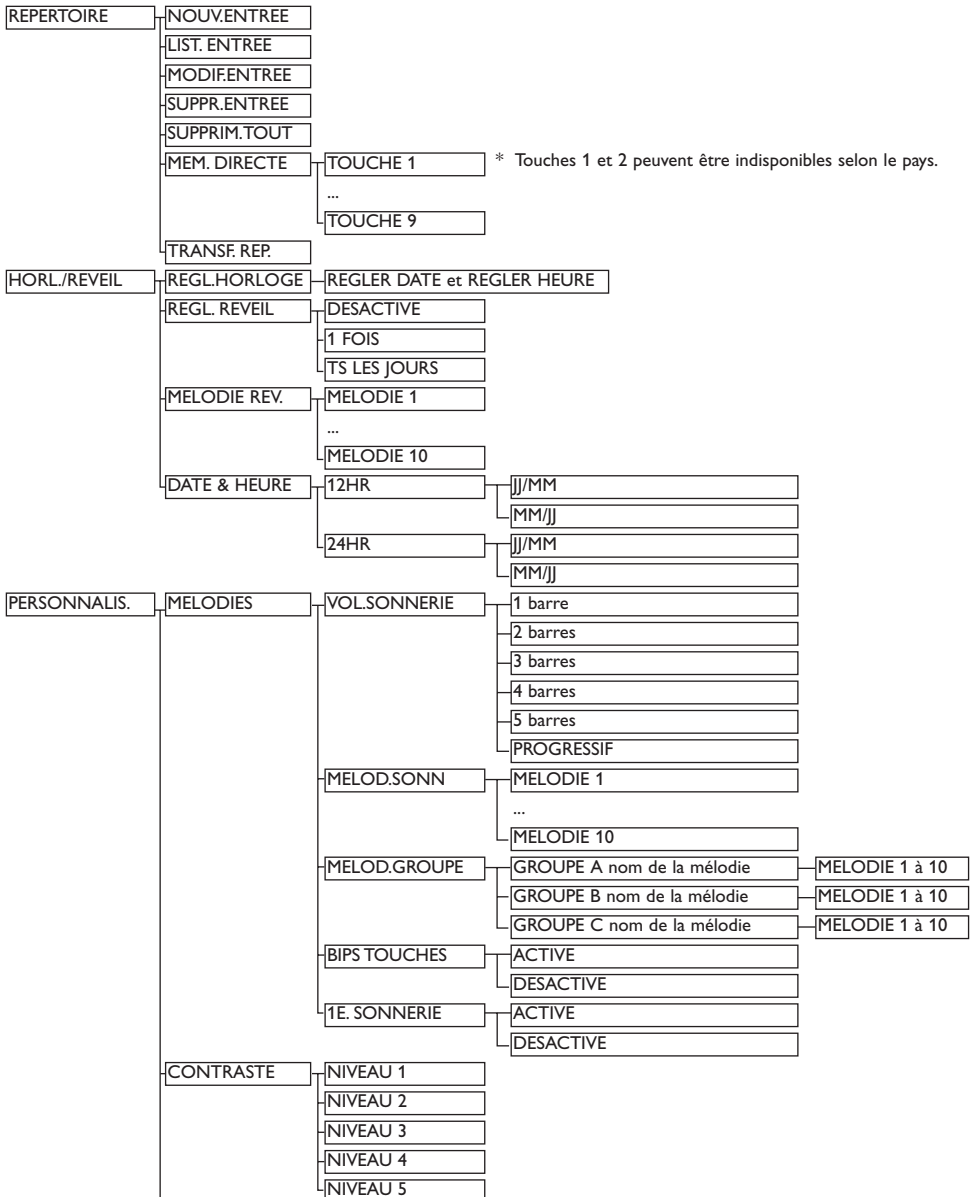 REPERTOIRE NOUV.ENTREE
LIST. ENTREE
MODIF.ENTREE
SUPPR.ENTREE
SUPPRIM.TOUT
MEM. DIRECTE TOUCHE 1 * Touches 1 et 2 peuvent être indisponibles selon le pays.
...
TOUCHE 9
TRANSF. REP.
HORL./REVEIL REGL.HORLOGE REGLER DATE et REGLER HEURE
REGL. REVEIL DESACTIVE
1 FOIS
TS LES JOURS
MELODIE REV. MELODIE 1
...
MELODIE 10
DATE & HEURE 12HR JJ/MM
MM/JJ
24HR JJ/MM
MM/JJ
PERSONNALIS. MELODIES VOL.SONNERIE 1 barre
2 barres
3 barres
4 barres
5 barres
PROGRESSIF
MELOD.SONN MELODIE 1
...
MELODIE 10
MELOD.GROUPE GROUPE A nom de la mélodie MELODIE 1 à 10
GROUPE B nom de la mélodie MELODIE 1 à 10
GROUPE C nom de la mélodie MELODIE 1 à 10
BIPS TOUCHES ACTIVE
DESACTIVE
1E. SONNERIE ACTIVE
DESACTIVE
CONTRASTE NIVEAU 1
NIVEAU 2
NIVEAU 3
NIVEAU 4
NIVEAU 5